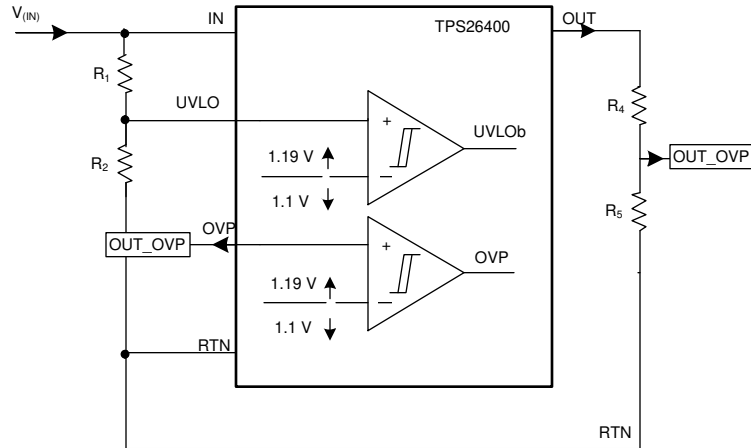 V(IN)
IN
TPS26400
OUT
R1
UVLO
R4
+
UVLOb
1.19 V
OUT_OVP
R2
−
1.1 V
R5
OVP
OUT_OVP
+
OVP
1.19 V
−
1.1 V
RTN
RTN